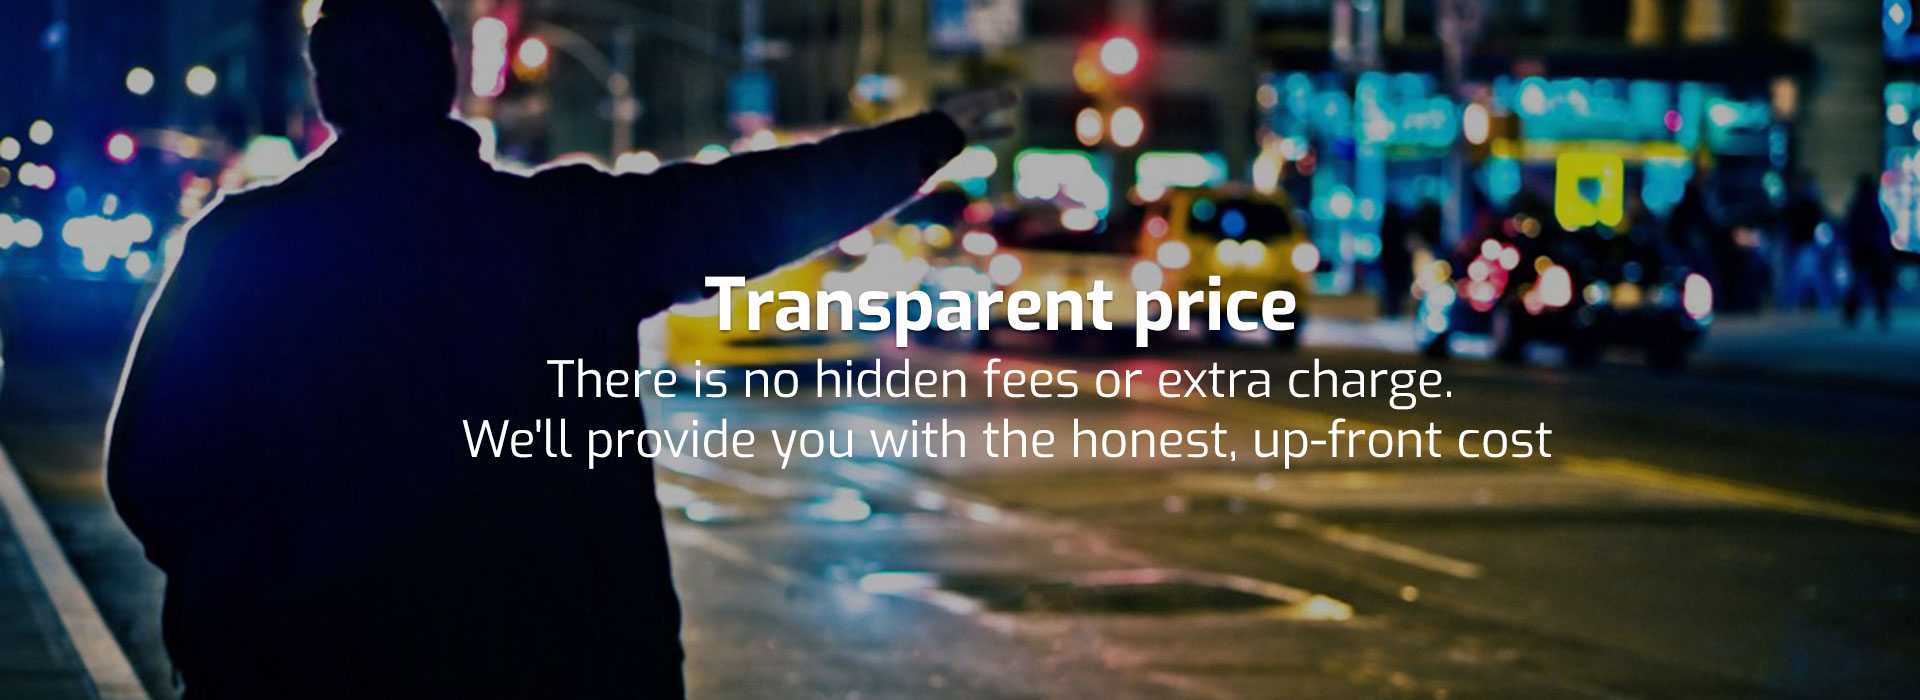 Transparent price
There is no hidden fees or extra charge.
We'll provide you with the honest, up-front cost